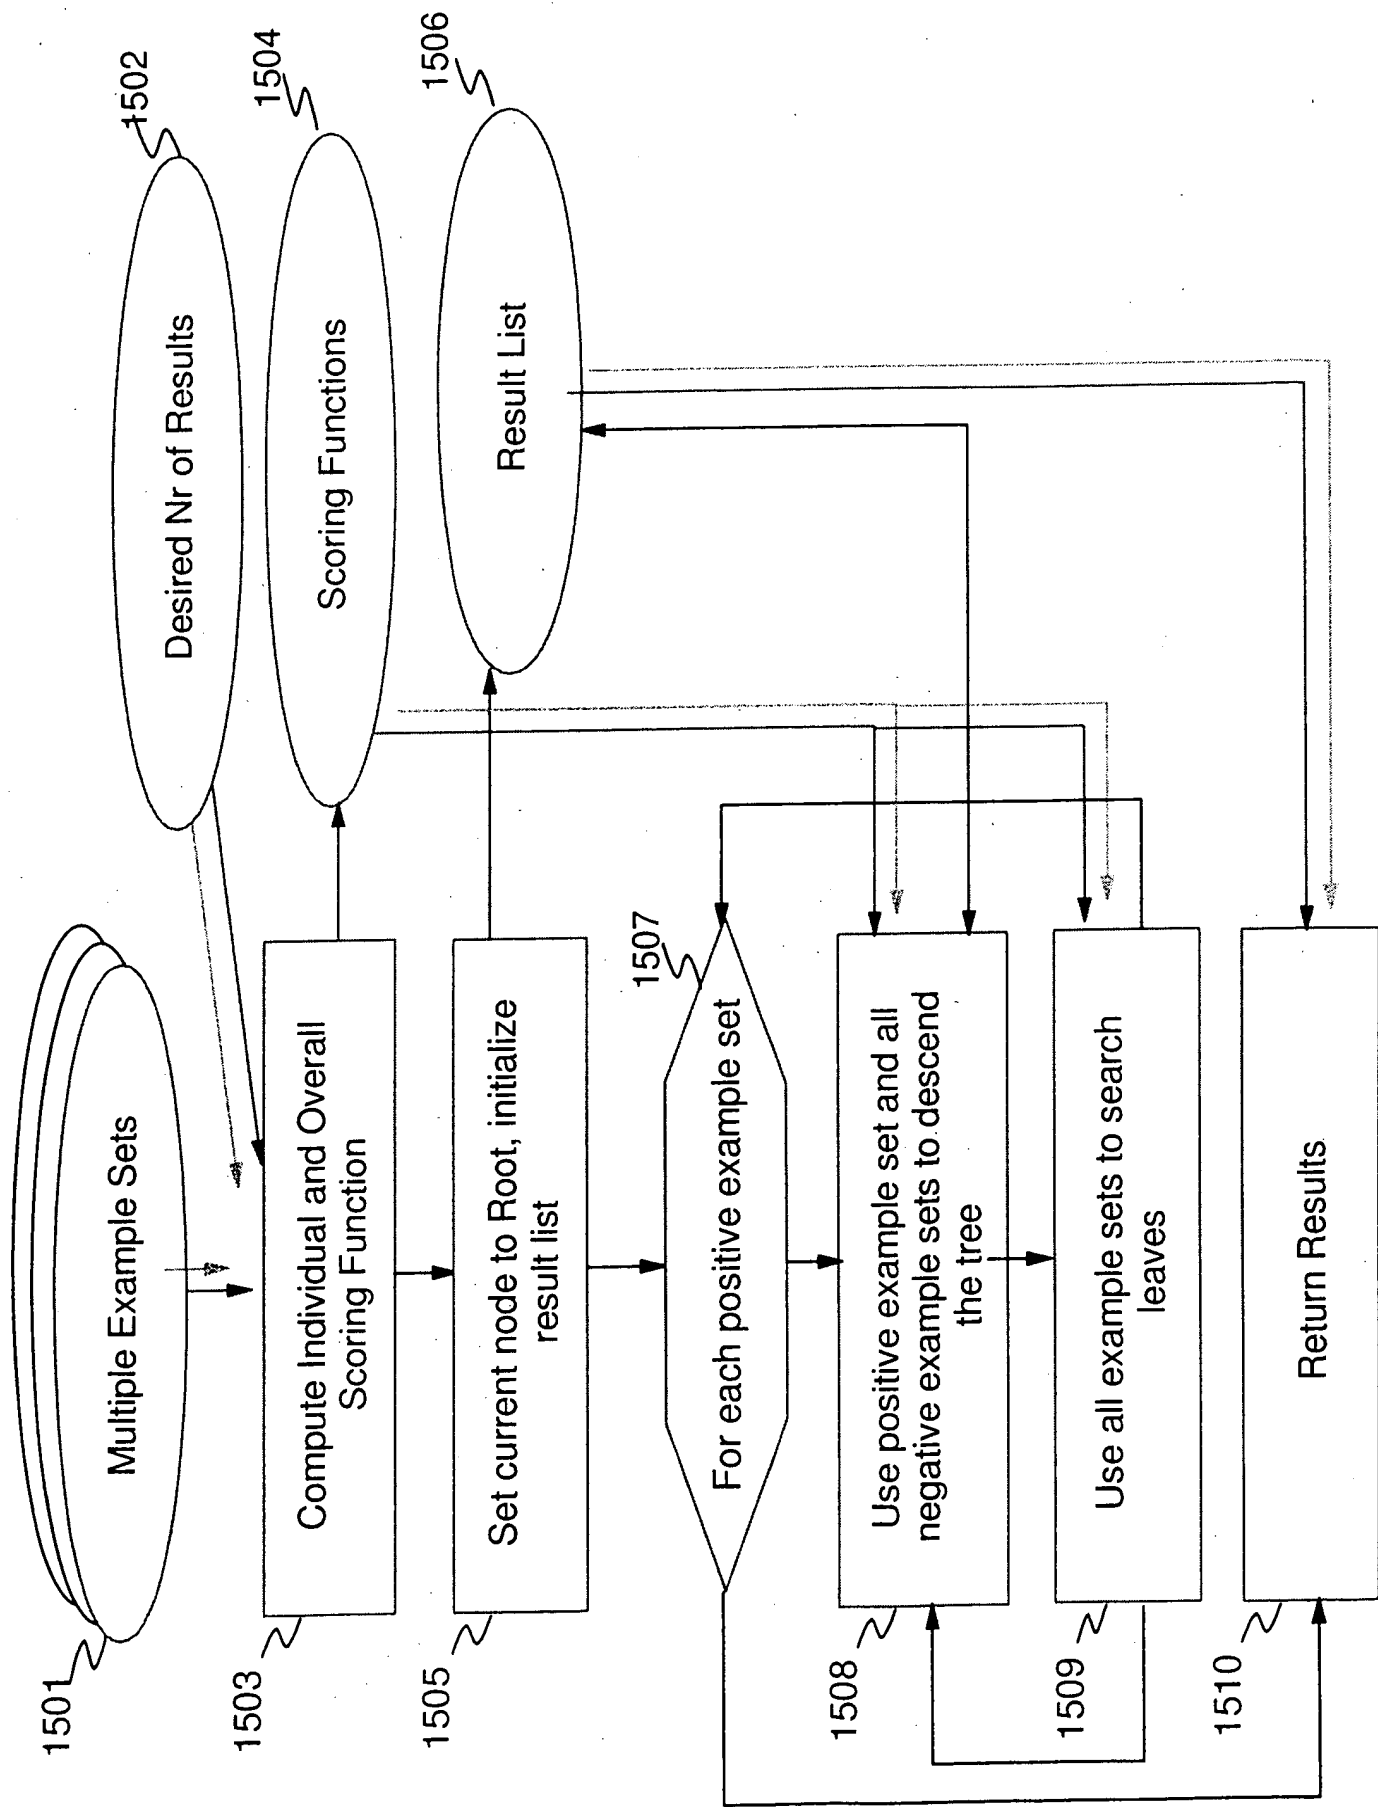 1501
Multiple Example Sets
1502
Desired Nr of Results
1503
Compute Individual and Overall
Scoring Function
1504
Scoring Functions
1505
Set current node to Root, initialize
result list
1506
Result List
1507
For each positive example set
1508
Use positive example set and all
negative example sets to descend
the tree
1509
Use all example sets to search
leaves
1510
Return Results